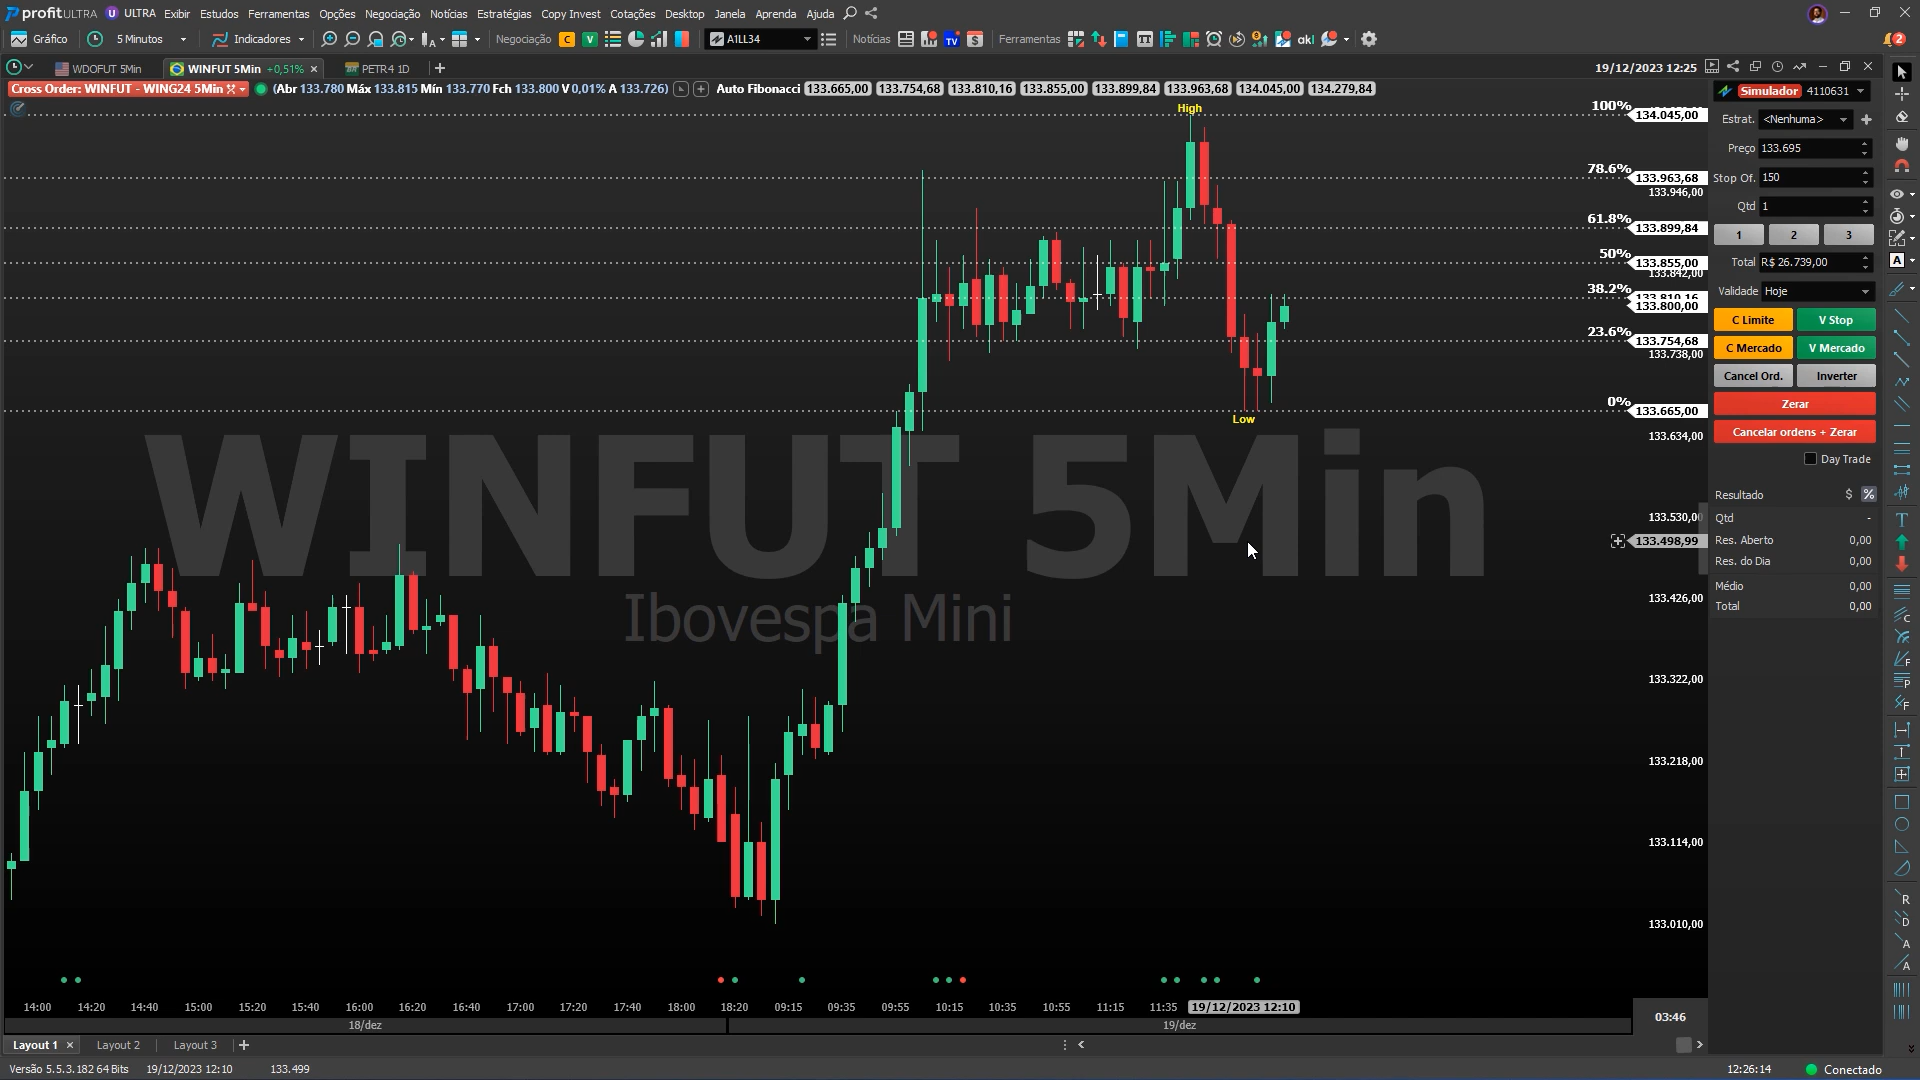 profitULTRA U ULTRA Exibir Estudos Ferramentas Opções Negociação Notícias Estratégias Copy Invest Cotações Desktop Janela Aprenda Ajuda
Gráfico 5 Minutos Indicadores Negociação C V A1LL34 Notícias TV $ Ferramentas TT akl 2
WDOFUT 5Min WINFUT 5Min +0,51% × PETR4 1D + 19/12/2023 12:25
Cross Order: WINFUT - WING24 5Min (Abr 133.780 Máx 133.815 Mín 133.770 Fch 133.800 V 0,01% A 133.726) Auto Fibonacci 133.665,00 133.754,68 133.810,16 133.855,00 133.899,84 133.963,68 134.045,00 134.279,84
High
100% 134.045,00
78.6% 133.963,68
133.946,00
61.8% 133.899,84
50% 133.855,00
133.842,00
38.2% 133.810,16
133.800,00
23.6% 133.754,68
133.738,00
0% 133.665,00
Low
133.634,00
133.530,00
133.498,99
133.426,00
133.322,00
133.218,00
133.114,00
133.010,00
WINFUT 5Min
Ibovespa Mini
14:00 14:20 14:40 15:00 15:20 15:40 16:00 16:20 16:40 17:00 17:20 17:40 18:00 18:20 09:15 09:35 09:55 10:15 10:35 10:55 11:15 11:35 19/12/2023 12:10
03:46
18/dez 19/dez
Simulador 4110631
Estrat. <Nenhuma>
Preço 133.695
Stop Of. 150
Qtd 1
1 2 3
Total R$ 26.739,00
Validade Hoje
C Limite V Stop
C Mercado V Mercado
Cancel Ord. Inverter
Zerar
Cancelar ordens + Zerar
Day Trade
Resultado $ %
Qtd -
Res. Aberto 0,00
Res. do Dia 0,00
Médio 0,00
Total 0,00
Layout 1 × Layout 2 Layout 3 +
Versão 5.5.3.182 64 Bits 19/12/2023 12:10 133.499 12:26:14 Conectado